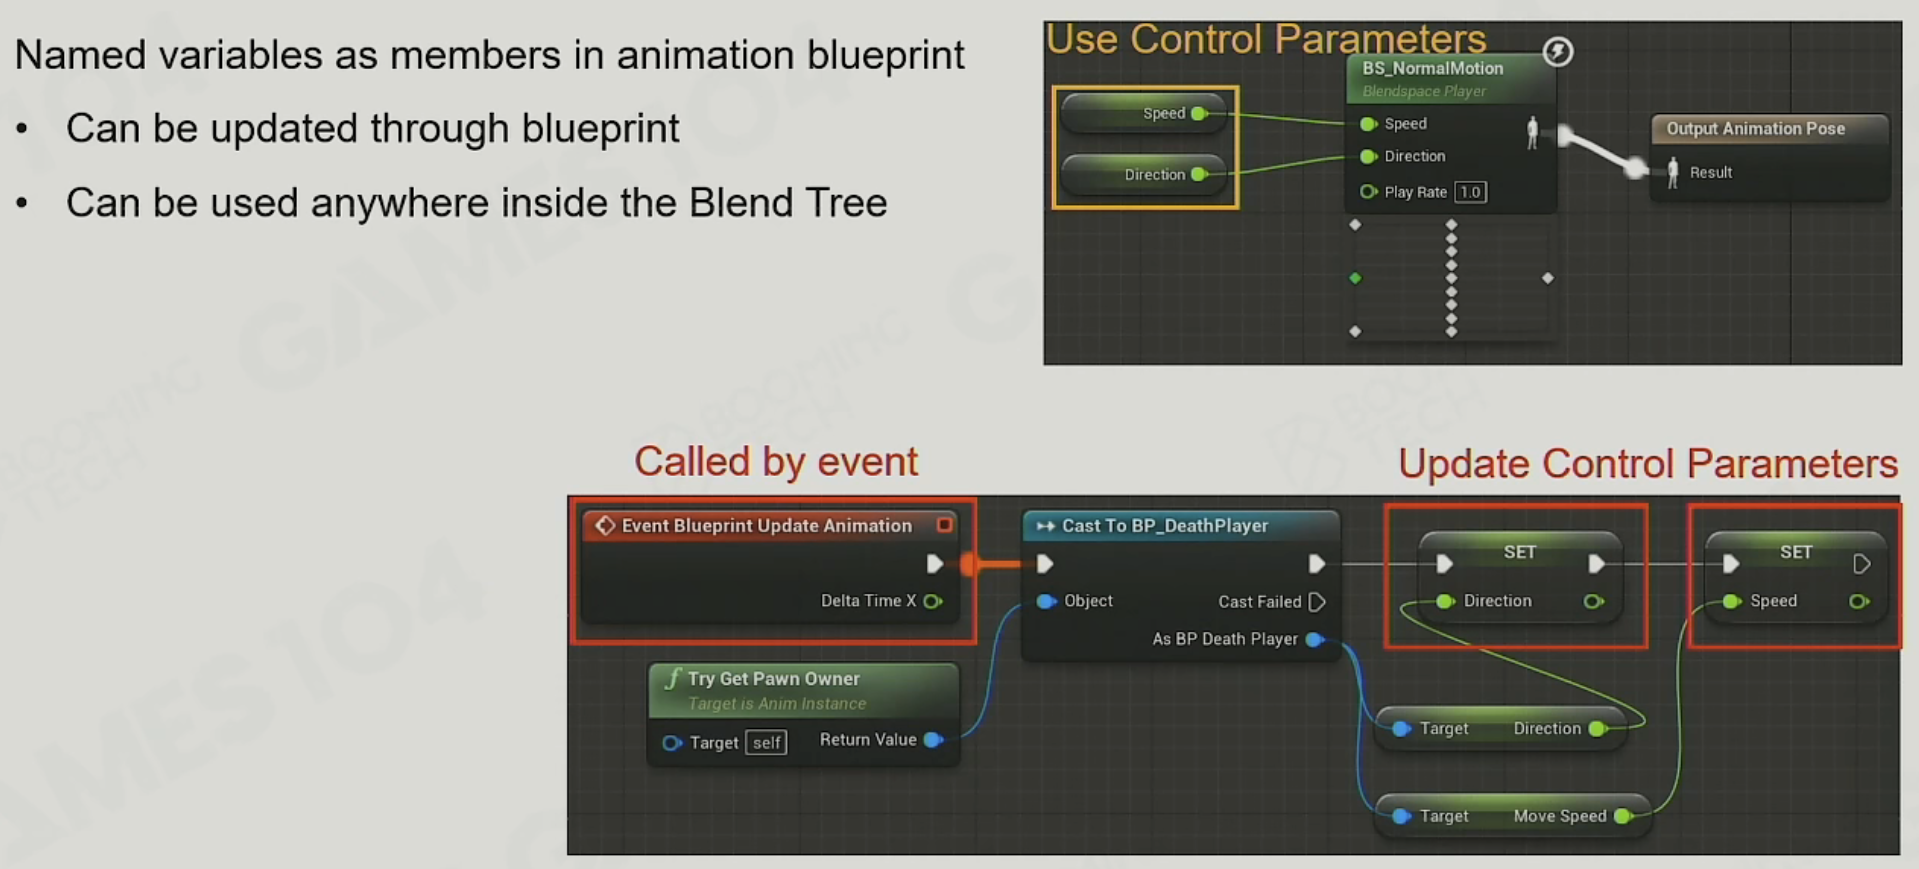 Named variables as members in animation blueprint
• Can be updated through blueprint
• Can be used anywhere inside the Blend Tree
Use Control Parameters
BS_NormalMotion
Blendspace Player
Speed
Direction
Speed
Direction
Play Rate 1.0
Output Animation Pose
Result
Called by event
Update Control Parameters
Event Blueprint Update Animation
Delta Time X
Cast To BP_DeathPlayer
Object
Cast Failed
As BP Death Player
SET
Direction
SET
Speed
f Try Get Pawn Owner
Target is Anim Instance
Target self
Return Value
Target Direction
Target Move Speed
GAMES104
BOOMING
TECH
GAMES104